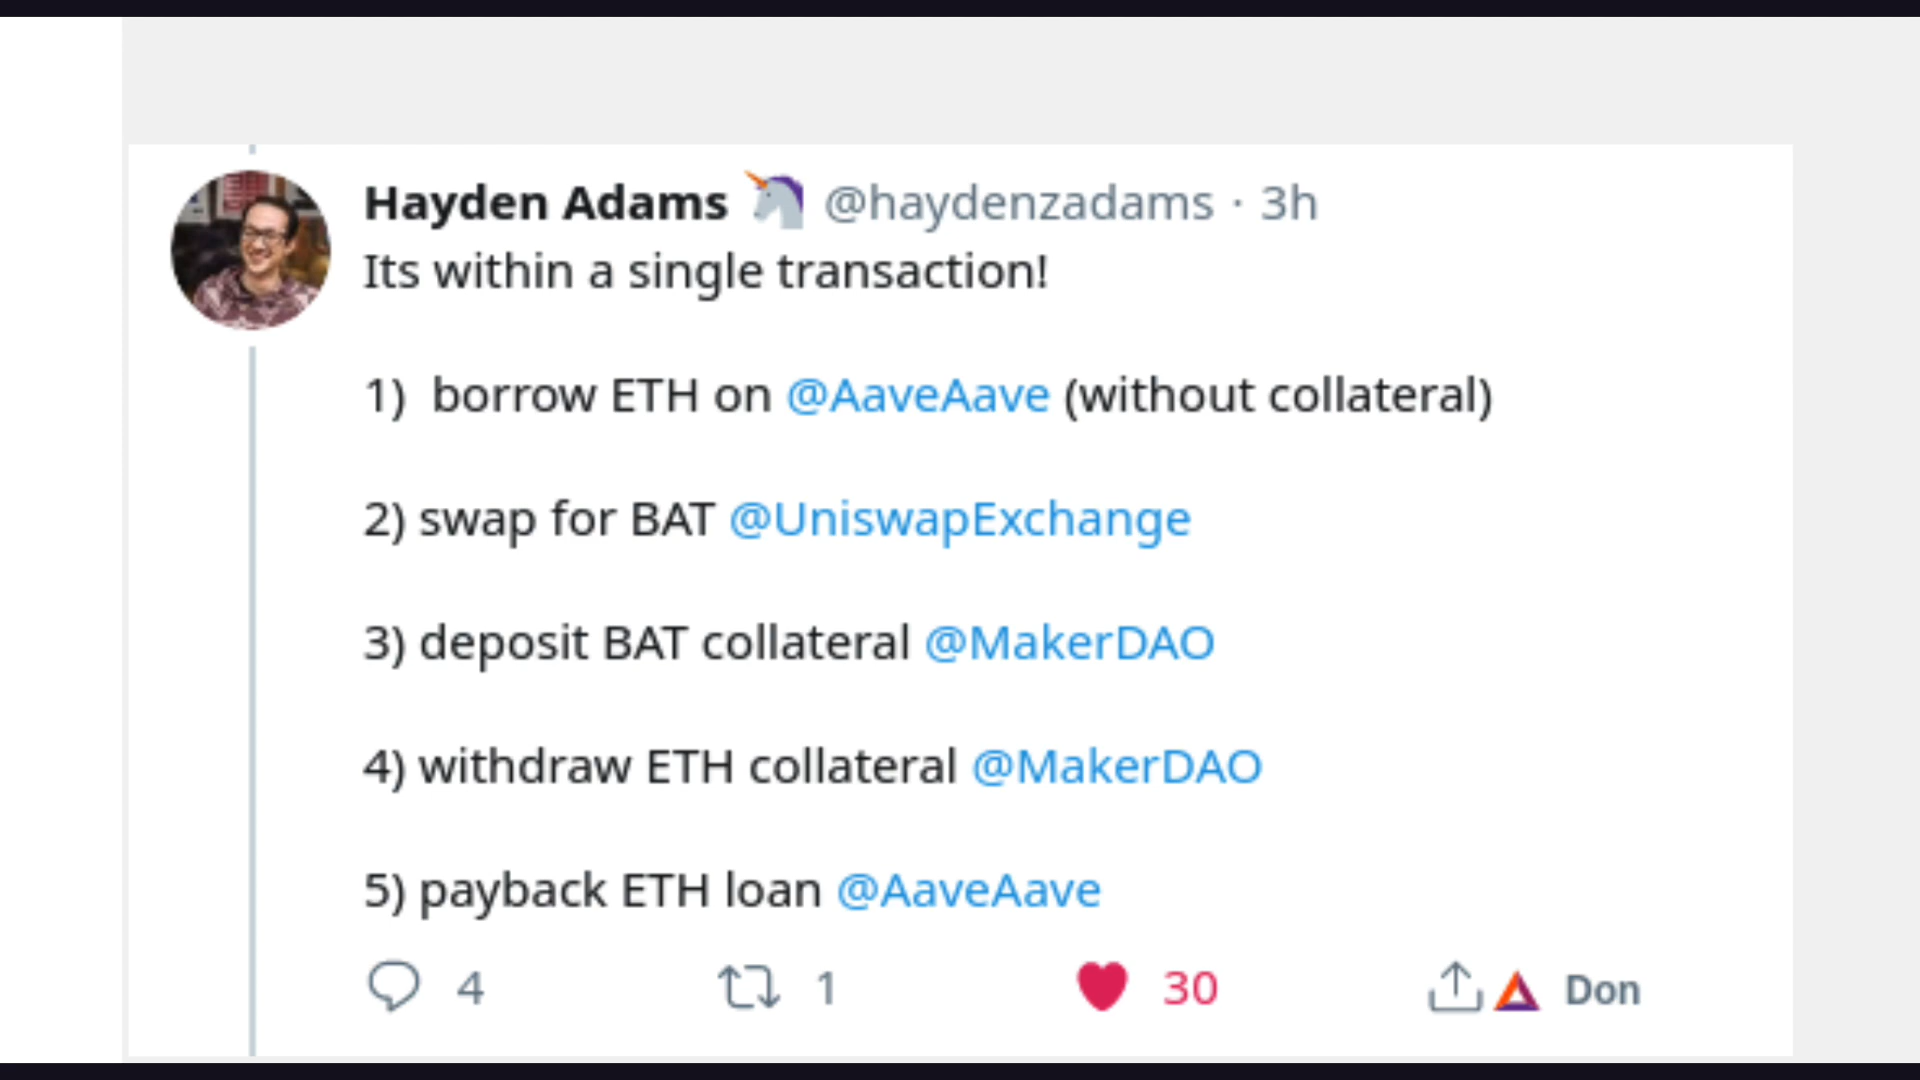 Hayden Adams 🦄 @haydenzadams · 3h
Its within a single transaction!
1)  borrow ETH on @AaveAave (without collateral)
2) swap for BAT @UniswapExchange
3) deposit BAT collateral @MakerDAO
4) withdraw ETH collateral @MakerDAO
5) payback ETH loan @AaveAave
4 1 30 Don